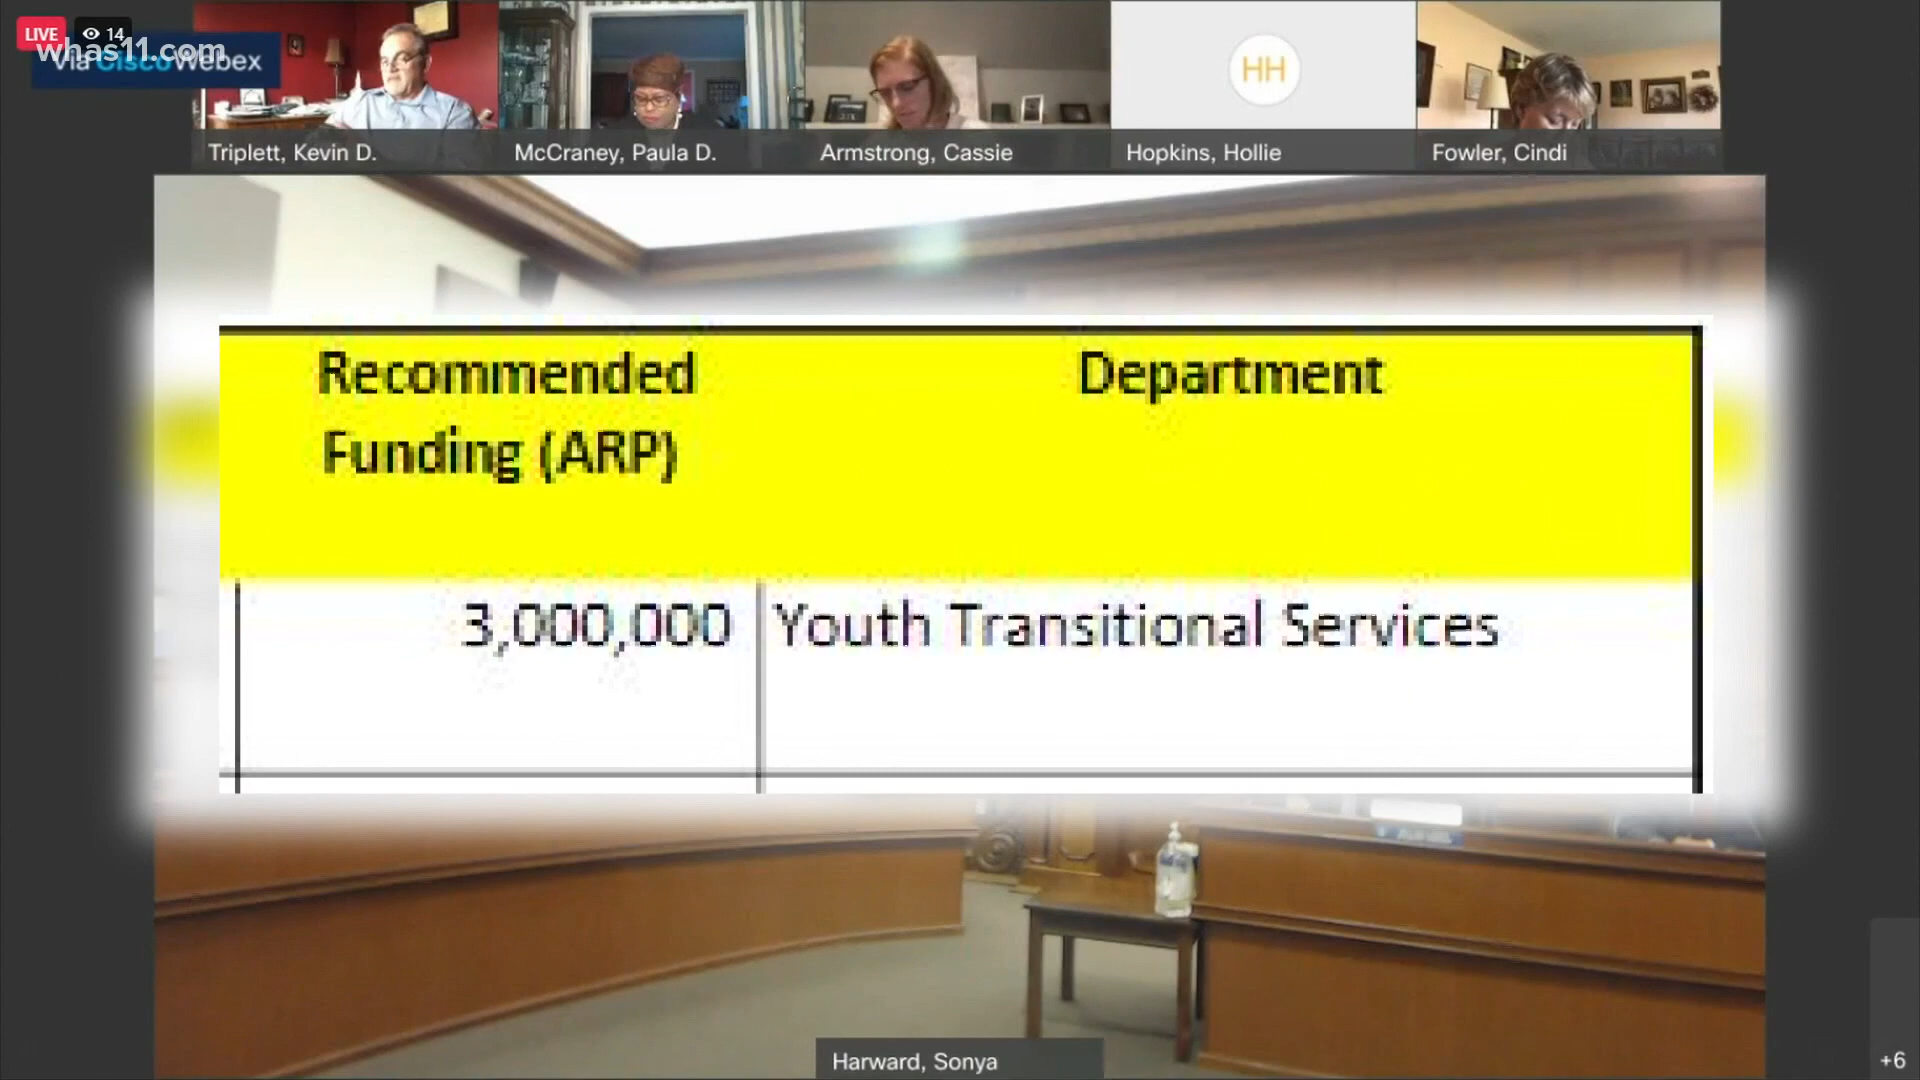 LIVE
14
whas11.com
via Cisco Webex
HH
Triplett, Kevin D.
McCraney, Paula D.
Armstrong, Cassie
Hopkins, Hollie
Fowler, Cindi
Recommended
Funding (ARP)
Department
3,000,000
Youth Transitional Services
Harward, Sonya
+6